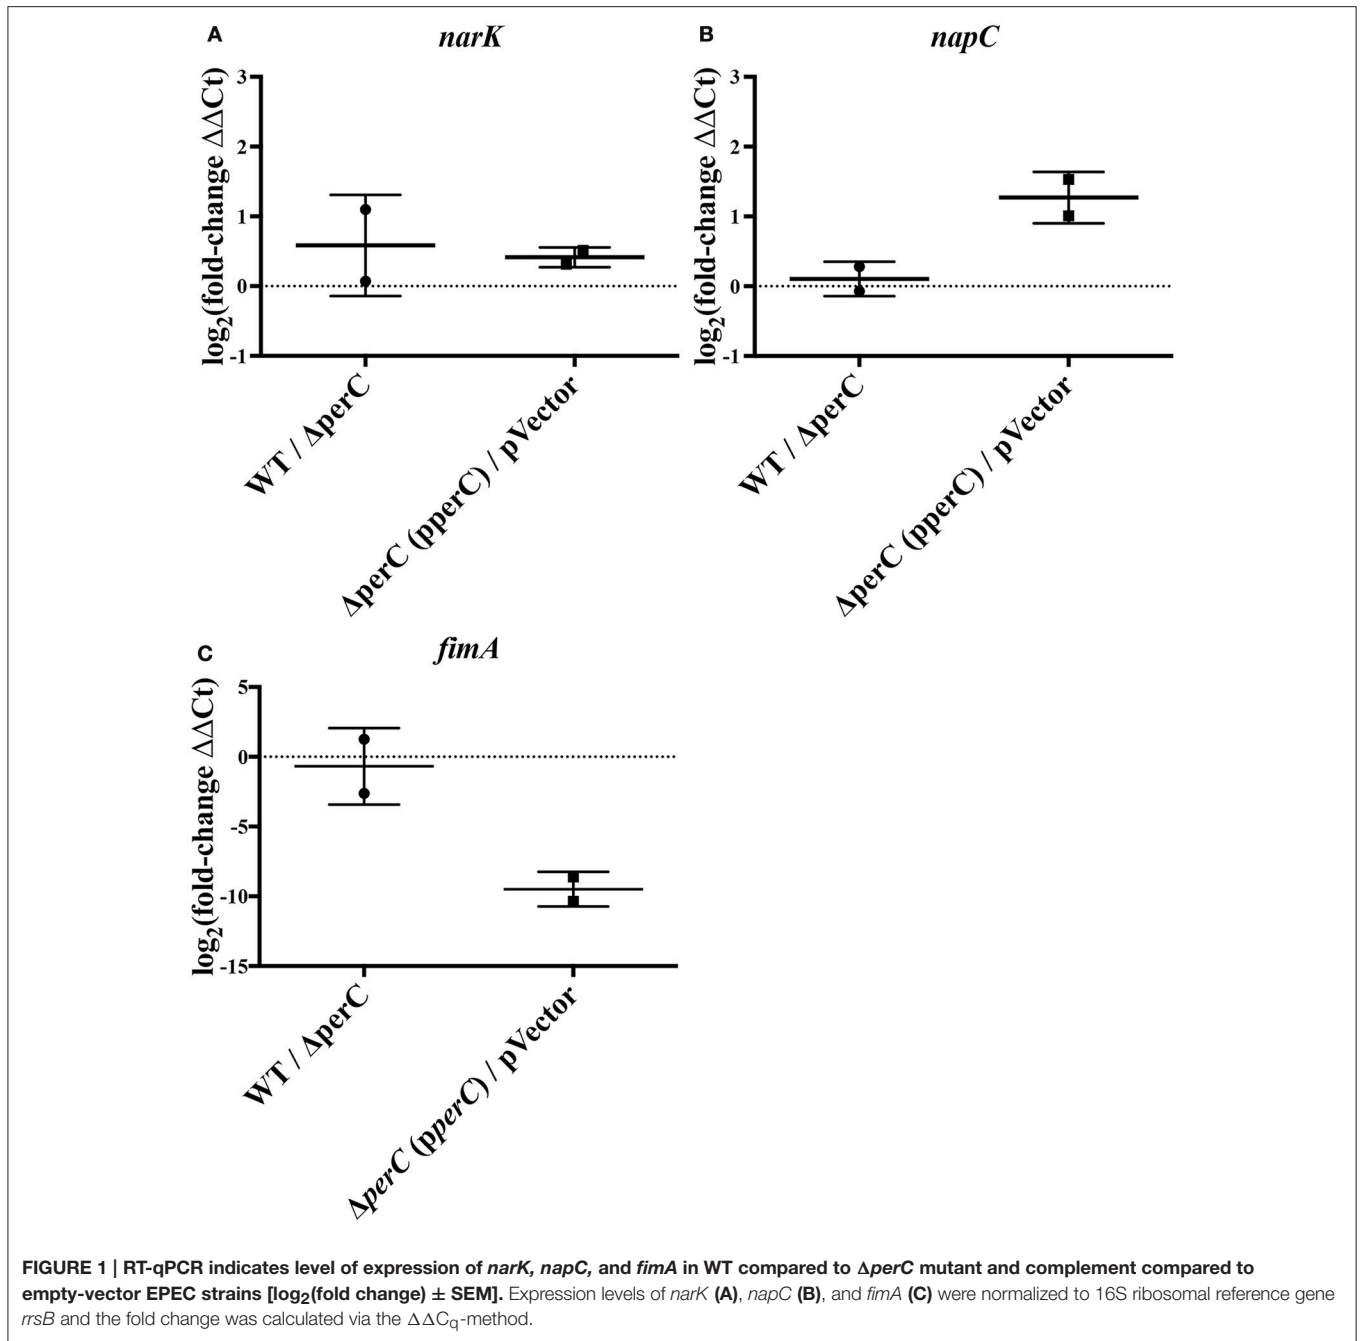 A
narK
log2(fold-change ΔΔCt)
3
2
1
0
-1
WT / ΔperC
ΔperC (pperC) / pVector
B
napC
log2(fold-change ΔΔCt)
3
2
1
0
-1
WT / ΔperC
ΔperC (pperC) / pVector
C
fimA
log2(fold-change ΔΔCt)
5
0
-5
-10
-15
WT / ΔperC
ΔperC (pperC) / pVector
FIGURE 1 | RT-qPCR indicates level of expression of narK, napC, and fimA in WT compared to ΔperC mutant and complement compared to
empty-vector EPEC strains [log2(fold change) ± SEM]. Expression levels of narK (A), napC (B), and fimA (C) were normalized to 16S ribosomal reference gene
rrsB and the fold change was calculated via the ΔΔCq-method.